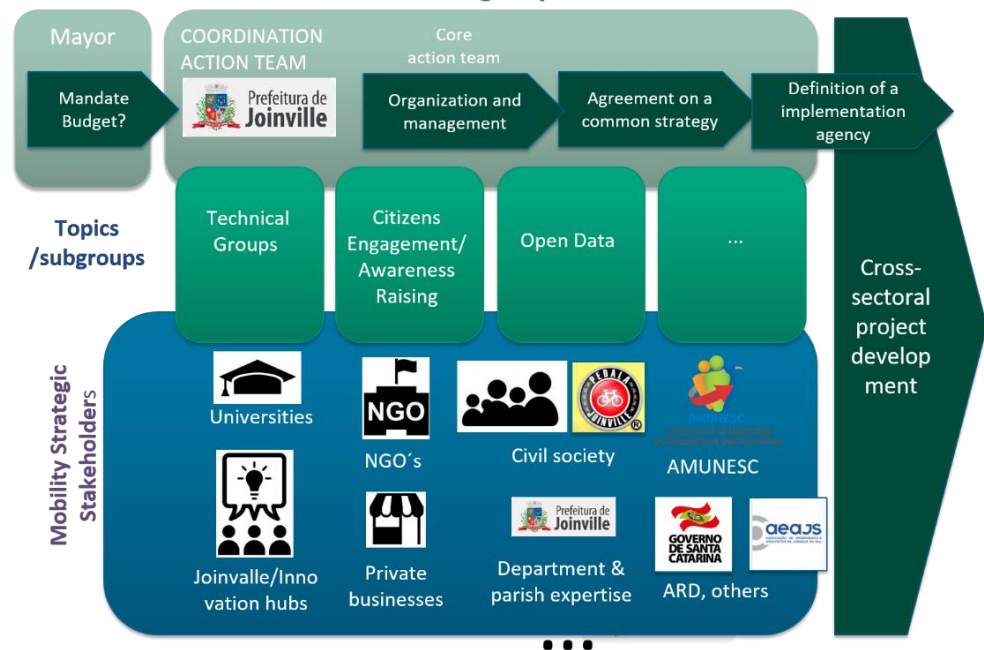 Mayor
Mandate
Budget?
COORDINATION
ACTION TEAM
Prefeitura de
Joinville
Core
action team
Organization and
management
Agreement on a
common strategy
Definition of a
implementation
agency
Topics
/subgroups
Technical
Groups
Citizens
Engagement/
Awareness
Raising
Open Data
...
Cross-
sectoral
project
develop
ment
Mobility Strategic
Stakeholders
Universities
NGO
NGO´s
PEDALA
JOINVILLE
®
Civil society
AMUNESC
AMUNESC
Joinvalle/Inno
vation hubs
Private
businesses
Prefeitura de
Joinville
Department &
parish expertise
GOVERNO
DE SANTA
CATARINA
aeaJS
ARD, others
...